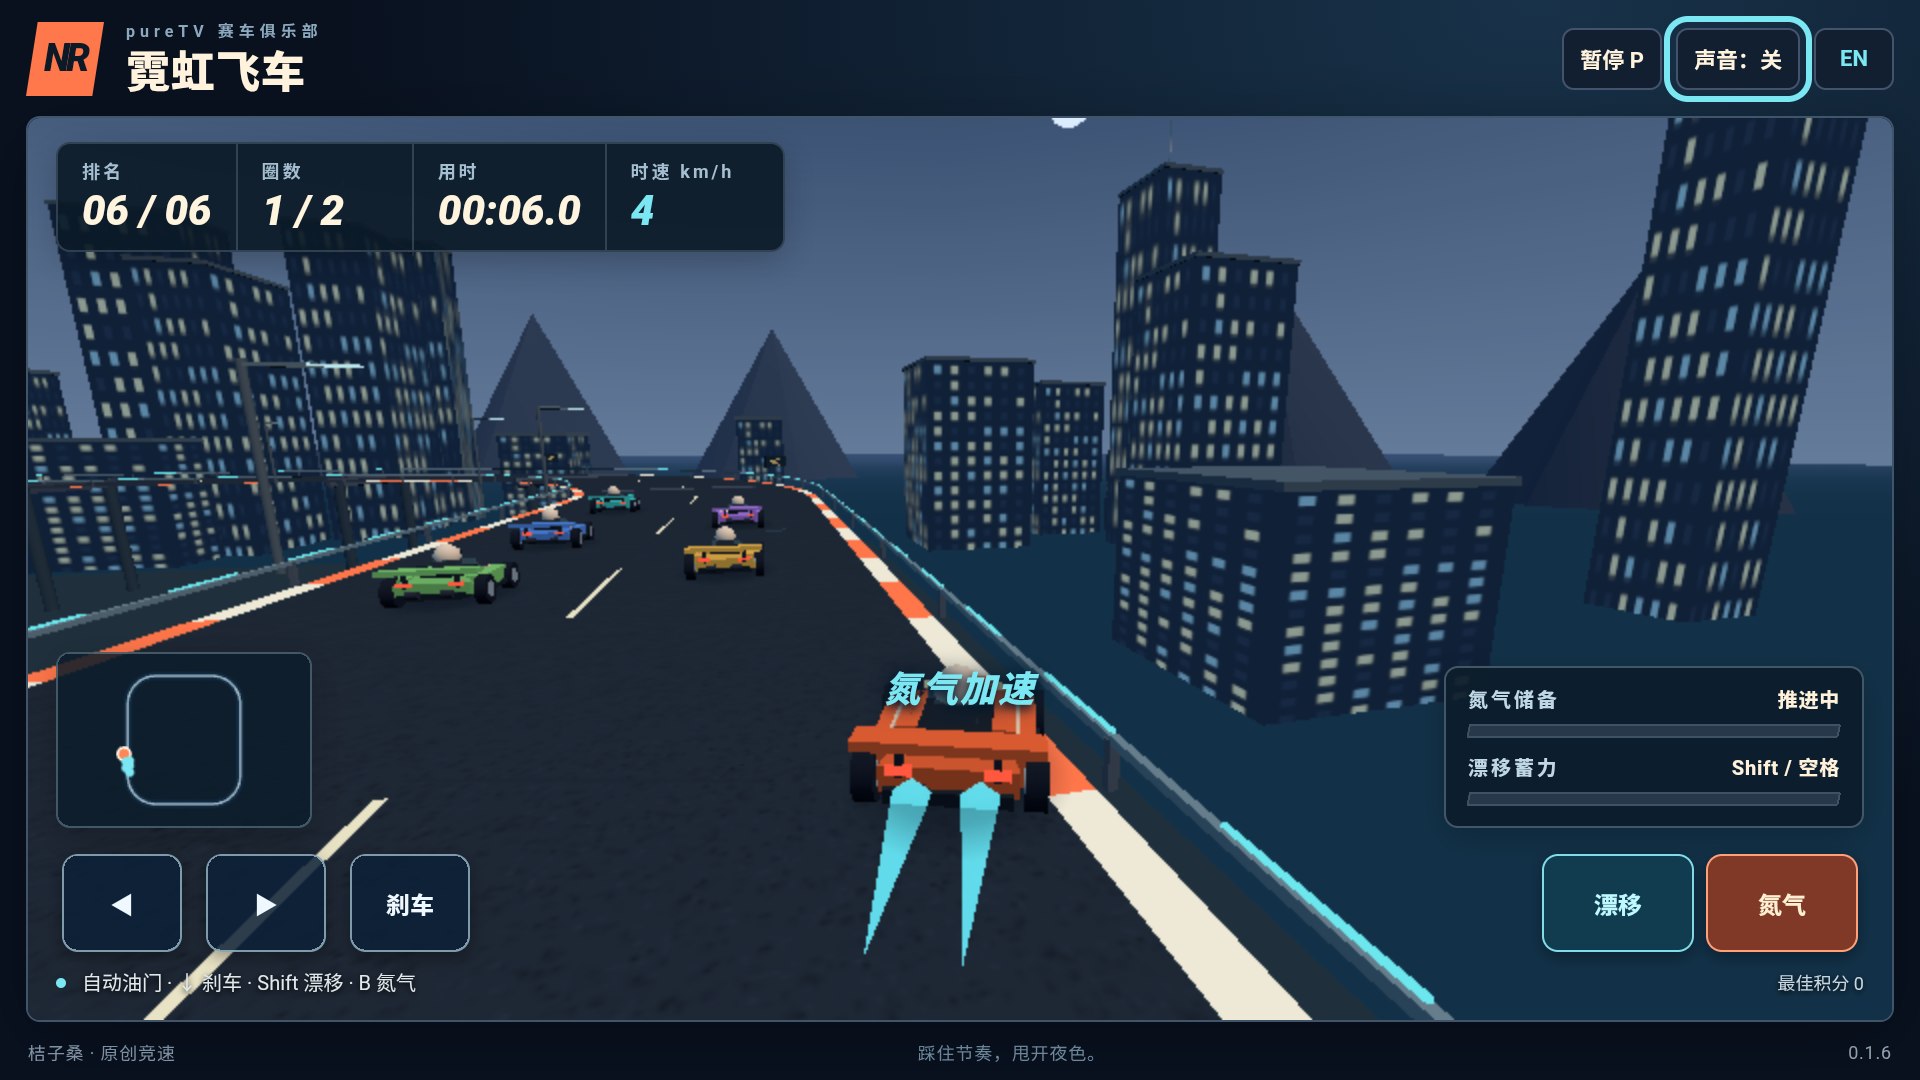 NR
pureTV 赛车俱乐部
霓虹飞车
暂停 P
声音：关
EN
排名
06 / 06
圈数
1 / 2
用时
00:06.0
时速 km/h
4
氮气加速
氮气储备
推进中
漂移蓄力
Shift / 空格
◀
▶
刹车
漂移
氮气
自动油门 · ↓ 刹车 · Shift 漂移 · B 氮气
最佳积分 0
桔子桑 · 原创竞速
踩住节奏，甩开夜色。
0.1.6